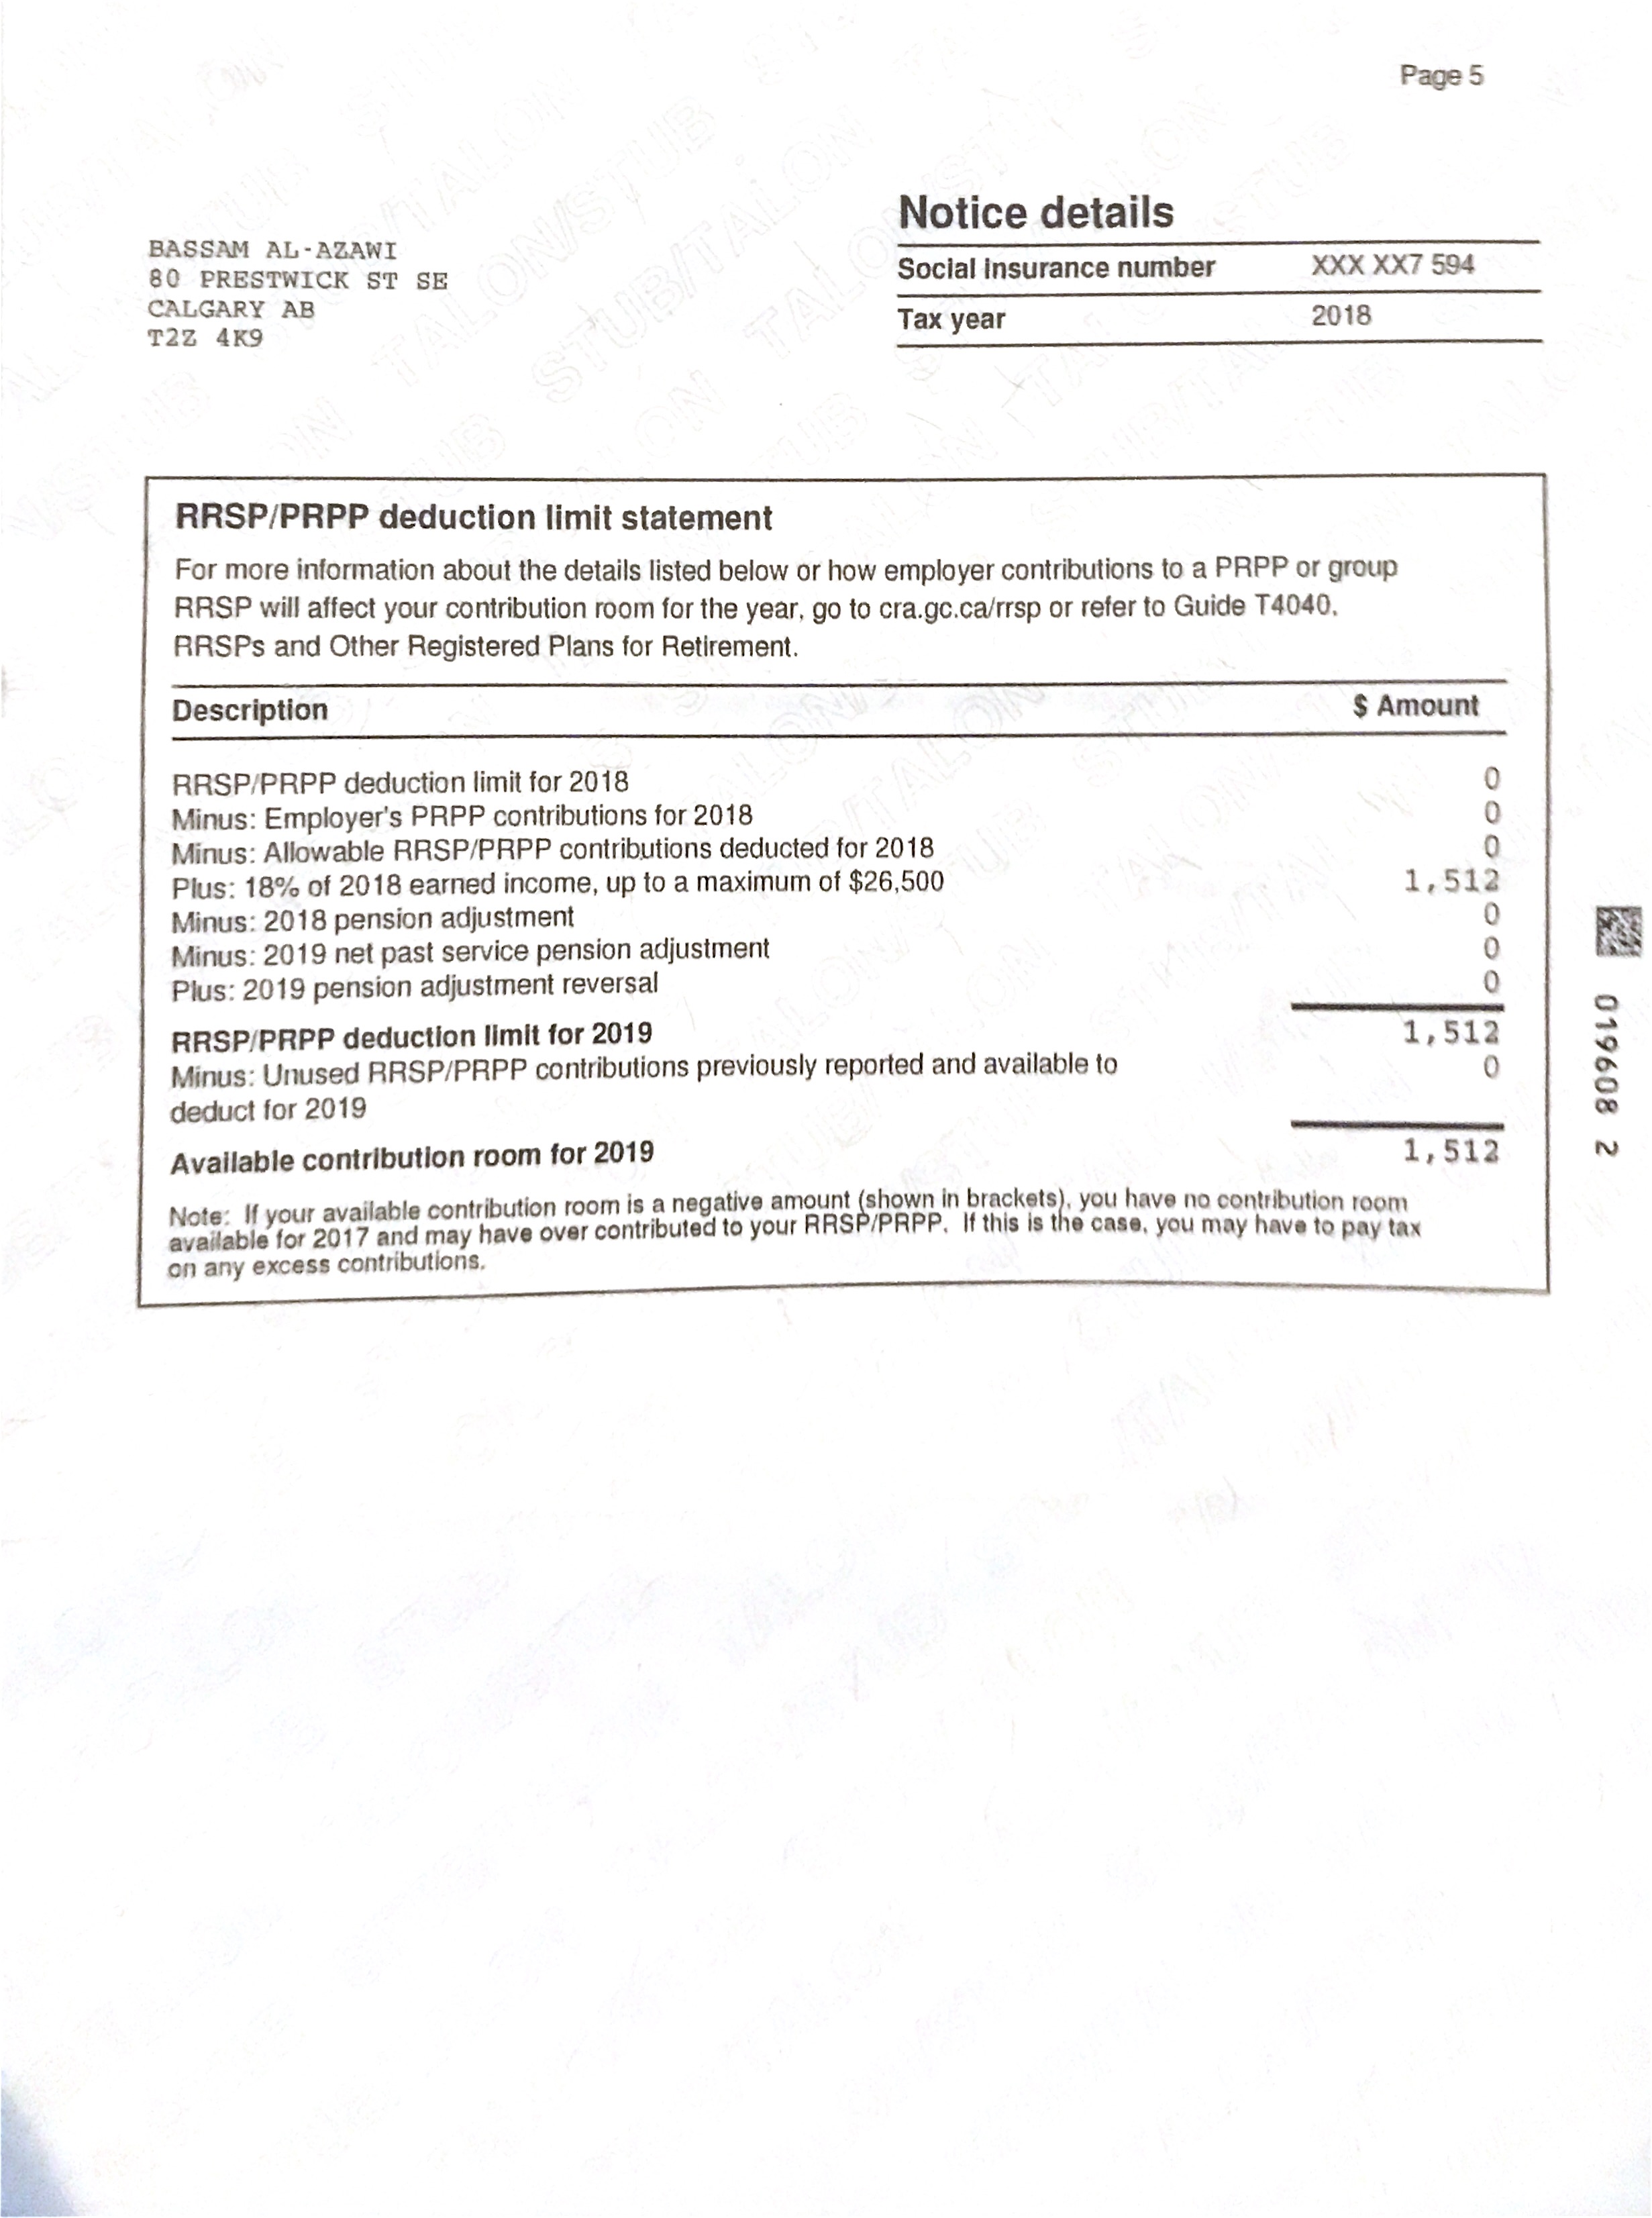 Page 5
BASSAM AL-AZAWI
80 PRESTWICK ST SE
CALGARY AB
T2Z 4K9
Notice details
Social insurance number XXX XX7 594
Tax year 2018
RRSP/PRPP deduction limit statement
For more information about the details listed below or how employer contributions to a PRPP or group
RRSP will affect your contribution room for the year, go to cra.gc.ca/rrsp or refer to Guide T4040,
RRSPs and Other Registered Plans for Retirement.
Description $ Amount
RRSP/PRPP deduction limit for 2018 0
Minus: Employer's PRPP contributions for 2018 0
Minus: Allowable RRSP/PRPP contributions deducted for 2018 0
Plus: 18% of 2018 earned income, up to a maximum of $26,500 1,512
Minus: 2018 pension adjustment 0
Minus: 2019 net past service pension adjustment 0
Plus: 2019 pension adjustment reversal 0
RRSP/PRPP deduction limit for 2019 1,512
Minus: Unused RRSP/PRPP contributions previously reported and available to 0
deduct for 2019
Available contribution room for 2019 1,512
Note: If your available contribution room is a negative amount (shown in brackets), you have no contribution room
available for 2017 and may have over contributed to your RRSP/PRPP. If this is the case, you may have to pay tax
on any excess contributions.
019608 2